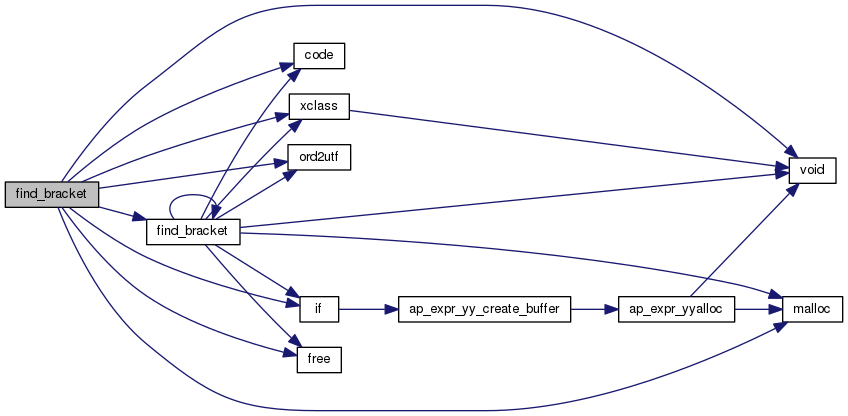 code
xclass
ord2utf
void
find_bracket
find_bracket
if
ap_expr_yy_create_buffer
ap_expr_yyalloc
malloc
free